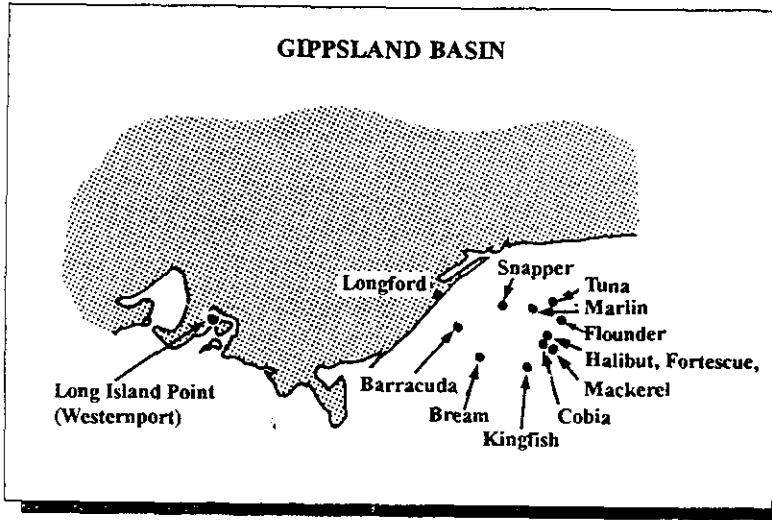 GIPPSLAND BASIN
Snapper
Longford
Tuna
Marlin
Flounder
Halibut, Fortescue,
Mackerel
Barracuda
Long Island Point
(Westernport)
Bream
Cobia
Kingfish